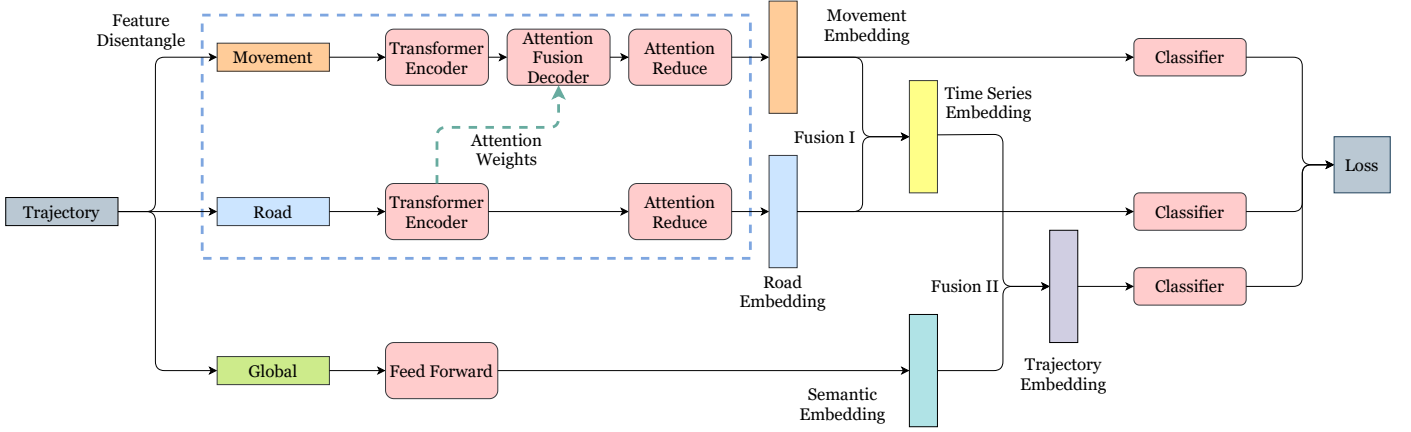 Feature
Disentangle
Movement
Transformer
Encoder
Attention
Fusion
Decoder
Attention
Reduce
Movement
Embedding
Classifier
Time Series
Embedding
Attention
Weights
Fusion I
Loss
Trajectory
Road
Transformer
Encoder
Attention
Reduce
Road
Embedding
Classifier
Fusion II
Classifier
Global
Feed Forward
Semantic
Embedding
Trajectory
Embedding